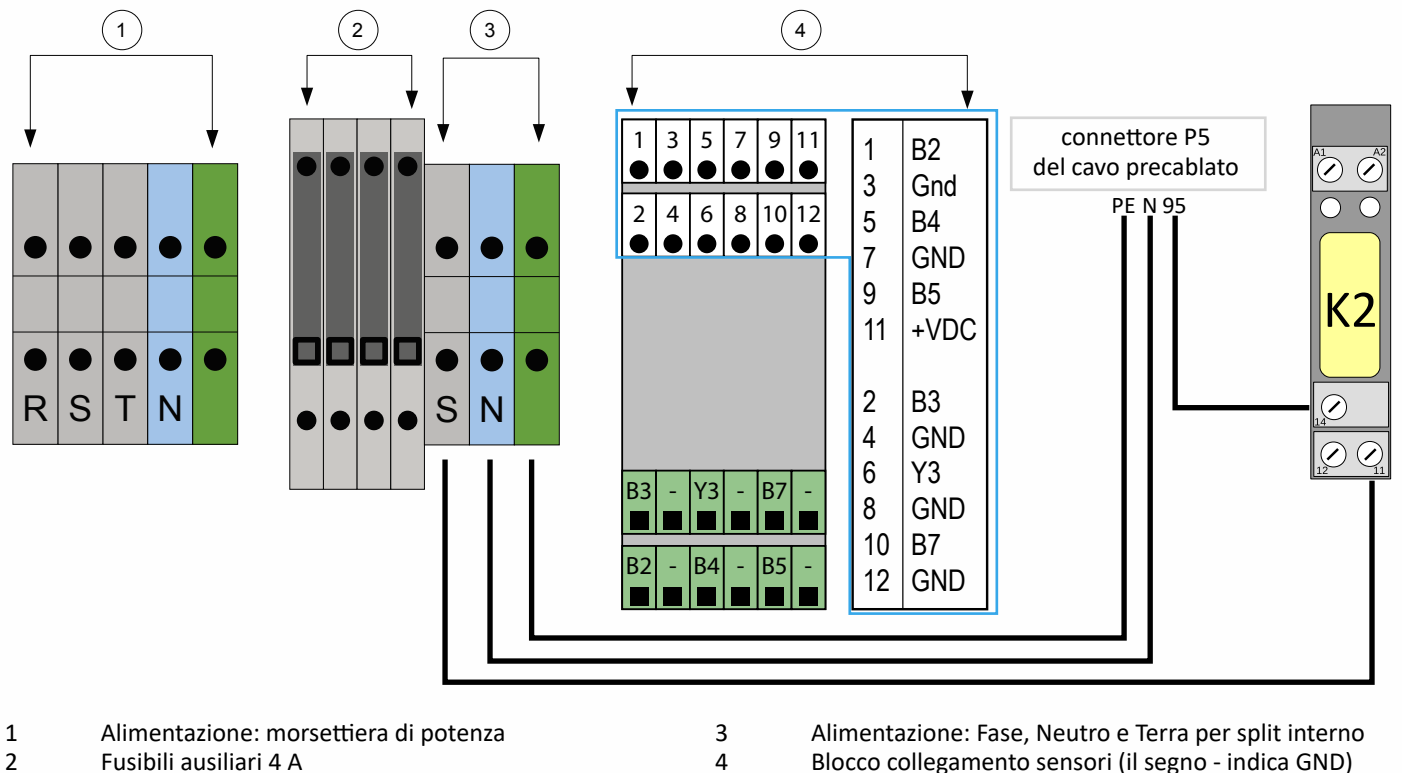 1 2 3 4
R S T N
S N
1 3 5 7 9 11
2 4 6 8 10 12
B3 - Y3 - B7 -
B2 - B4 - B5 -
1 B2
3 Gnd
5 B4
7 GND
9 B5
11 +VDC
2 B3
4 GND
6 Y3
8 GND
10 B7
12 GND
connettore P5
del cavo precablato
PE N 95
A1 A2
K2
14
12 11
1 Alimentazione: morsettiera di potenza
2 Fusibili ausiliari 4 A
3 Alimentazione: Fase, Neutro e Terra per split interno
4 Blocco collegamento sensori (il segno - indica GND)